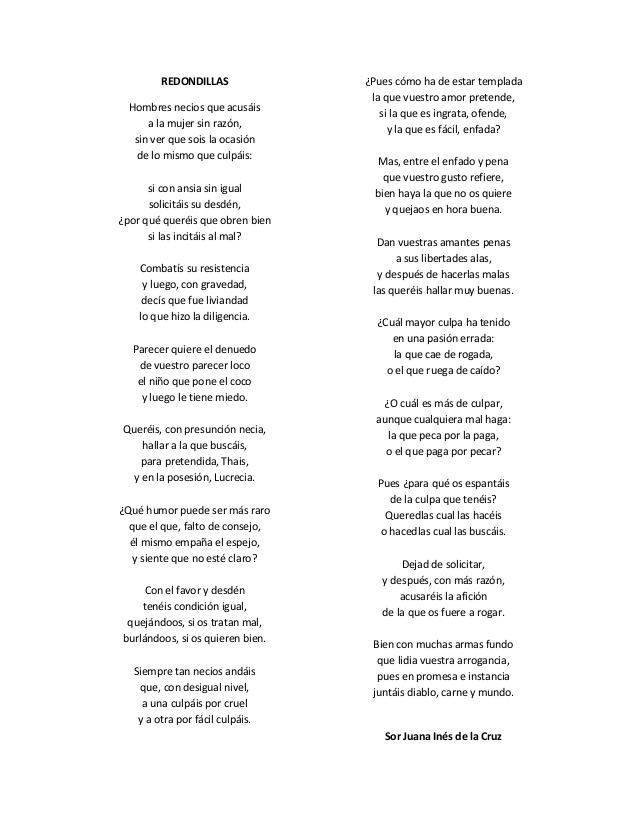 REDONDILLAS
Hombres necios que acusáis
a la mujer sin razón,
sin ver que sois la ocasión
de lo mismo que culpáis:
si con ansia sin igual
solicitáis su desdén,
¿por qué queréis que obren bien
si las incitáis al mal?
Combatís su resistencia
y luego, con gravedad,
decís que fue liviandad
lo que hizo la diligencia.
Parecer quiere el denuedo
de vuestro parecer loco
el niño que pone el coco
y luego le tiene miedo.
Queréis, con presunción necia,
hallar a la que buscáis,
para pretendida, Thais,
y en la posesión, Lucrecia.
¿Qué humor puede ser más raro
que el que, falto de consejo,
él mismo empaña el espejo,
y siente que no esté claro?
Con el favor y desdén
tenéis condición igual,
quejándoos, si os tratan mal,
burlándoos, si os quieren bien.
Siempre tan necios andáis
que, con desigual nivel,
a una culpáis por cruel
y a otra por fácil culpáis.
¿Pues cómo ha de estar templada
la que vuestro amor pretende,
si la que es ingrata, ofende,
y la que es fácil, enfada?
Mas, entre el enfado y pena
que vuestro gusto refiere,
bien haya la que no os quiere
y quejaos en hora buena.
Dan vuestras amantes penas
a sus libertades alas,
y después de hacerlas malas
las queréis hallar muy buenas.
¿Cuál mayor culpa ha tenido
en una pasión errada:
la que cae de rogada,
o el que ruega de caído?
¿O cuál es más de culpar,
aunque cualquiera mal haga:
la que peca por la paga,
o el que paga por pecar?
Pues ¿para qué os espantáis
de la culpa que tenéis?
Queredlas cual las hacéis
o hacedlas cual las buscáis.
Dejad de solicitar,
y después, con más razón,
acusaréis la afición
de la que os fuere a rogar.
Bien con muchas armas fundo
que lidia vuestra arrogancia,
pues en promesa e instancia
juntáis diablo, carne y mundo.
Sor Juana Inés de la Cruz